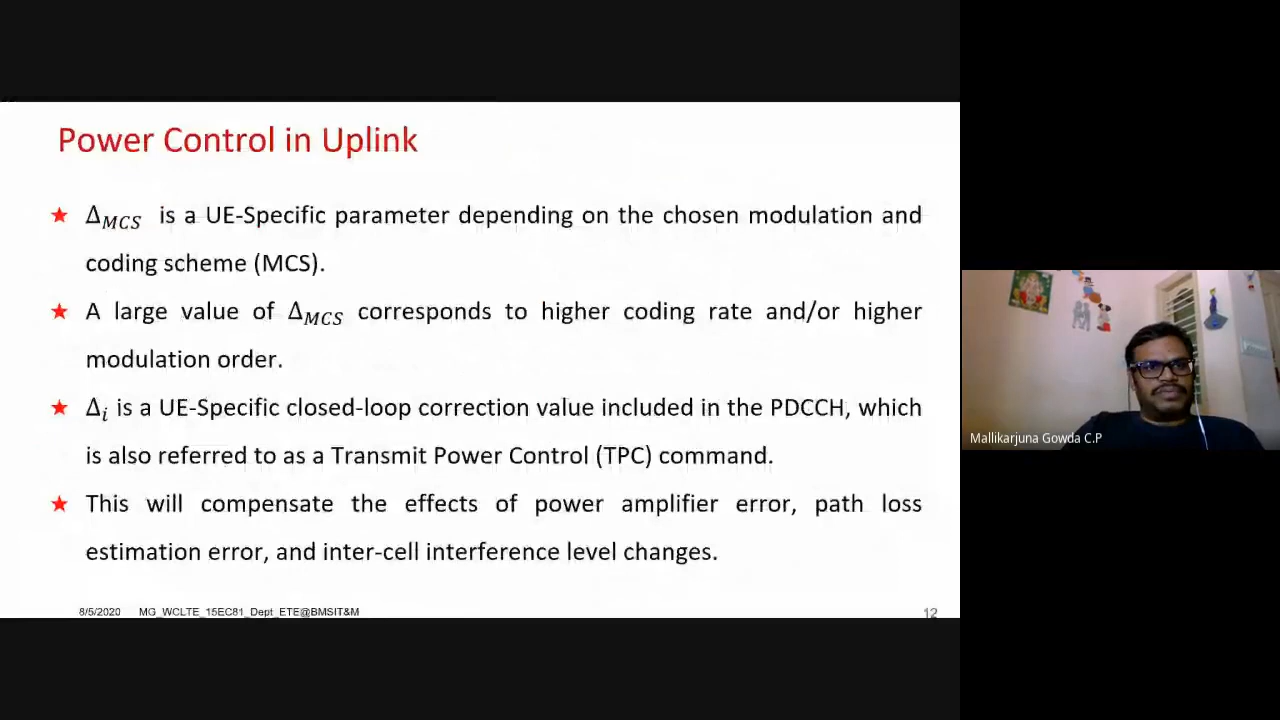 Power Control in Uplink
★ Δ_MCS is a UE-Specific parameter depending on the chosen modulation and
coding scheme (MCS).
★ A large value of Δ_MCS corresponds to higher coding rate and/or higher
modulation order.
★ Δ_i is a UE-Specific closed-loop correction value included in the PDCCH, which
is also referred to as a Transmit Power Control (TPC) command.
★ This will compensate the effects of power amplifier error, path loss
estimation error, and inter-cell interference level changes.
8/5/2020 MG_WCLTE_15EC81_Dept_ETE@BMSIT&M 12
Mallikarjuna Gowda C.P